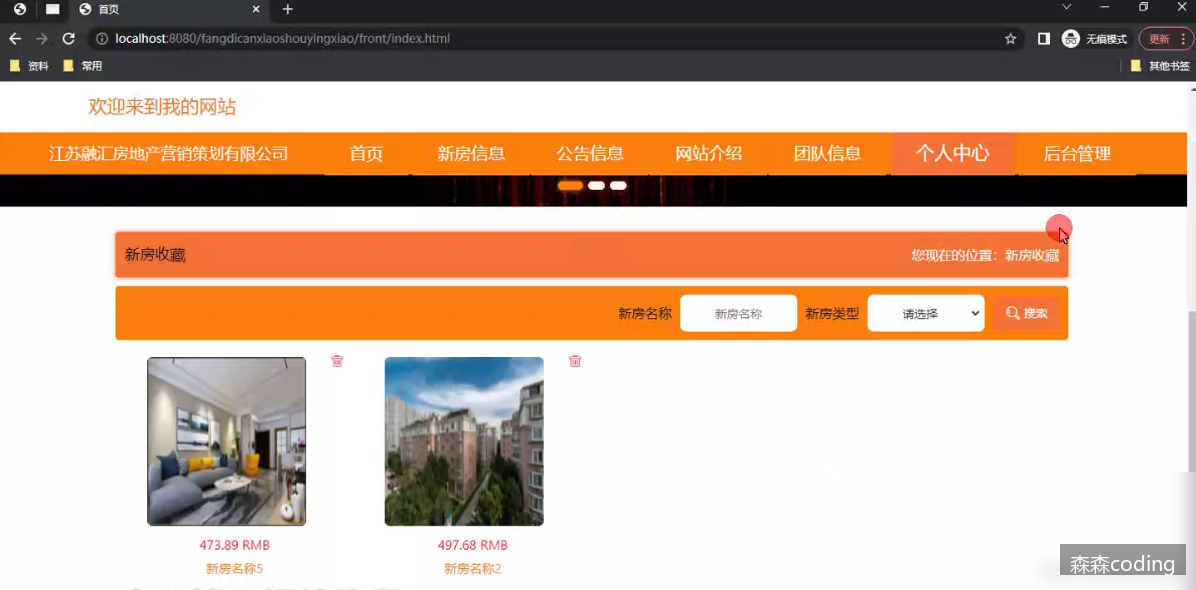 首页
localhost:8080/fangdicanxiaoshouyingxiao/front/index.html
无痕模式
更新
资料
常用
其他书签
欢迎来到我的网站
江苏融汇房地产营销策划有限公司
首页
新房信息
公告信息
网站介绍
团队信息
个人中心
后台管理
新房收藏
您现在的位置：新房收藏
新房名称
新房名称
新房类型
请选择
搜索
473.89 RMB
497.68 RMB
新房名称5
新房名称2
森森coding